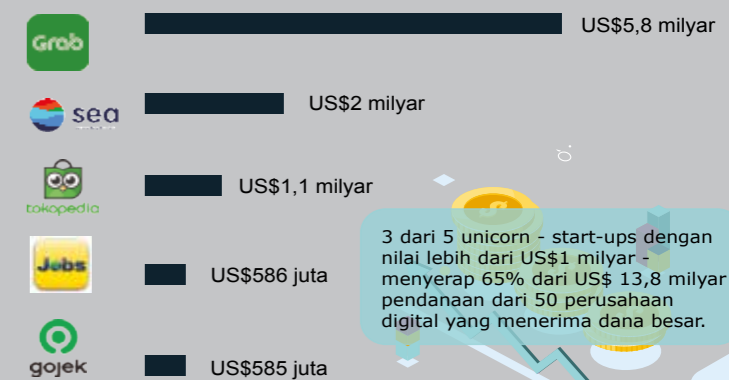 Grab
US$5,8 milyar
sea
US$2 milyar
tokopedia
US$1,1 milyar
Jobs
US$586 juta
gojek
US$585 juta
3 dari 5 unicorn - start-ups dengan
nilai lebih dari US$1 milyar -
menyerap 65% dari US$ 13,8 milyar
pendanaan dari 50 perusahaan
digital yang menerima dana besar.